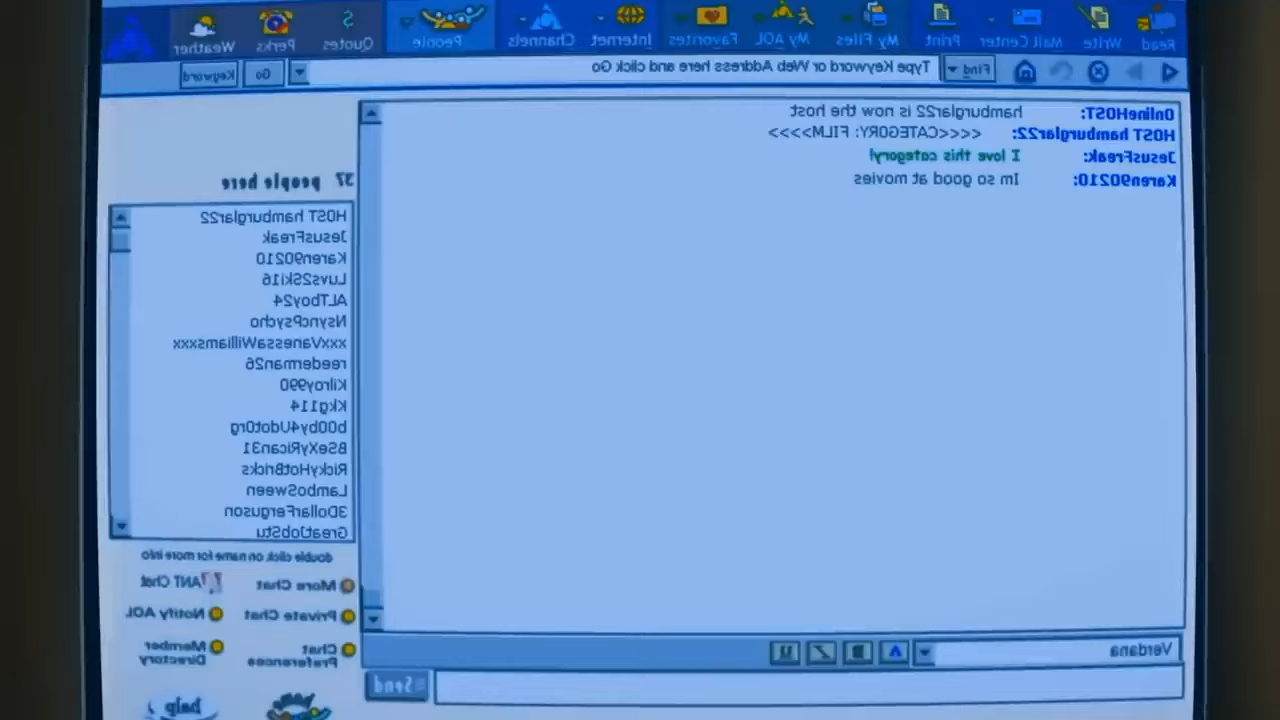 Read Write Mail Center Print My Files My AOL Favorites Internet Channels People Quotes Perks Weather
Find Type Keyword or Web Address here and click Go Go Keyword
OnlineHOST: hamburglar22 is now the host
HOST hamburglar22: <<<<CATEGORY: FILM>>>>
JesusFreak: I love this category!
Karen90210: Im so good at movies
37 people here
HOST hamburglar22
JesusFreak
Karen90210
Luvs2Ski16
ALTboy24
NsyncPsycho
xxxVanessaWilliamsxxx
reederman26
Kilroy990
Kkg114
b00by4Udot0rg
BSeXyRican31
RickyHotBricks
LamboSween
3DollarFerguson
GreatJobStu
double click on name for more info
More Chat ANT Chat
Private Chat Notify AOL
Chat Preferences
Member Directory
Verdana A B I U
Send
help